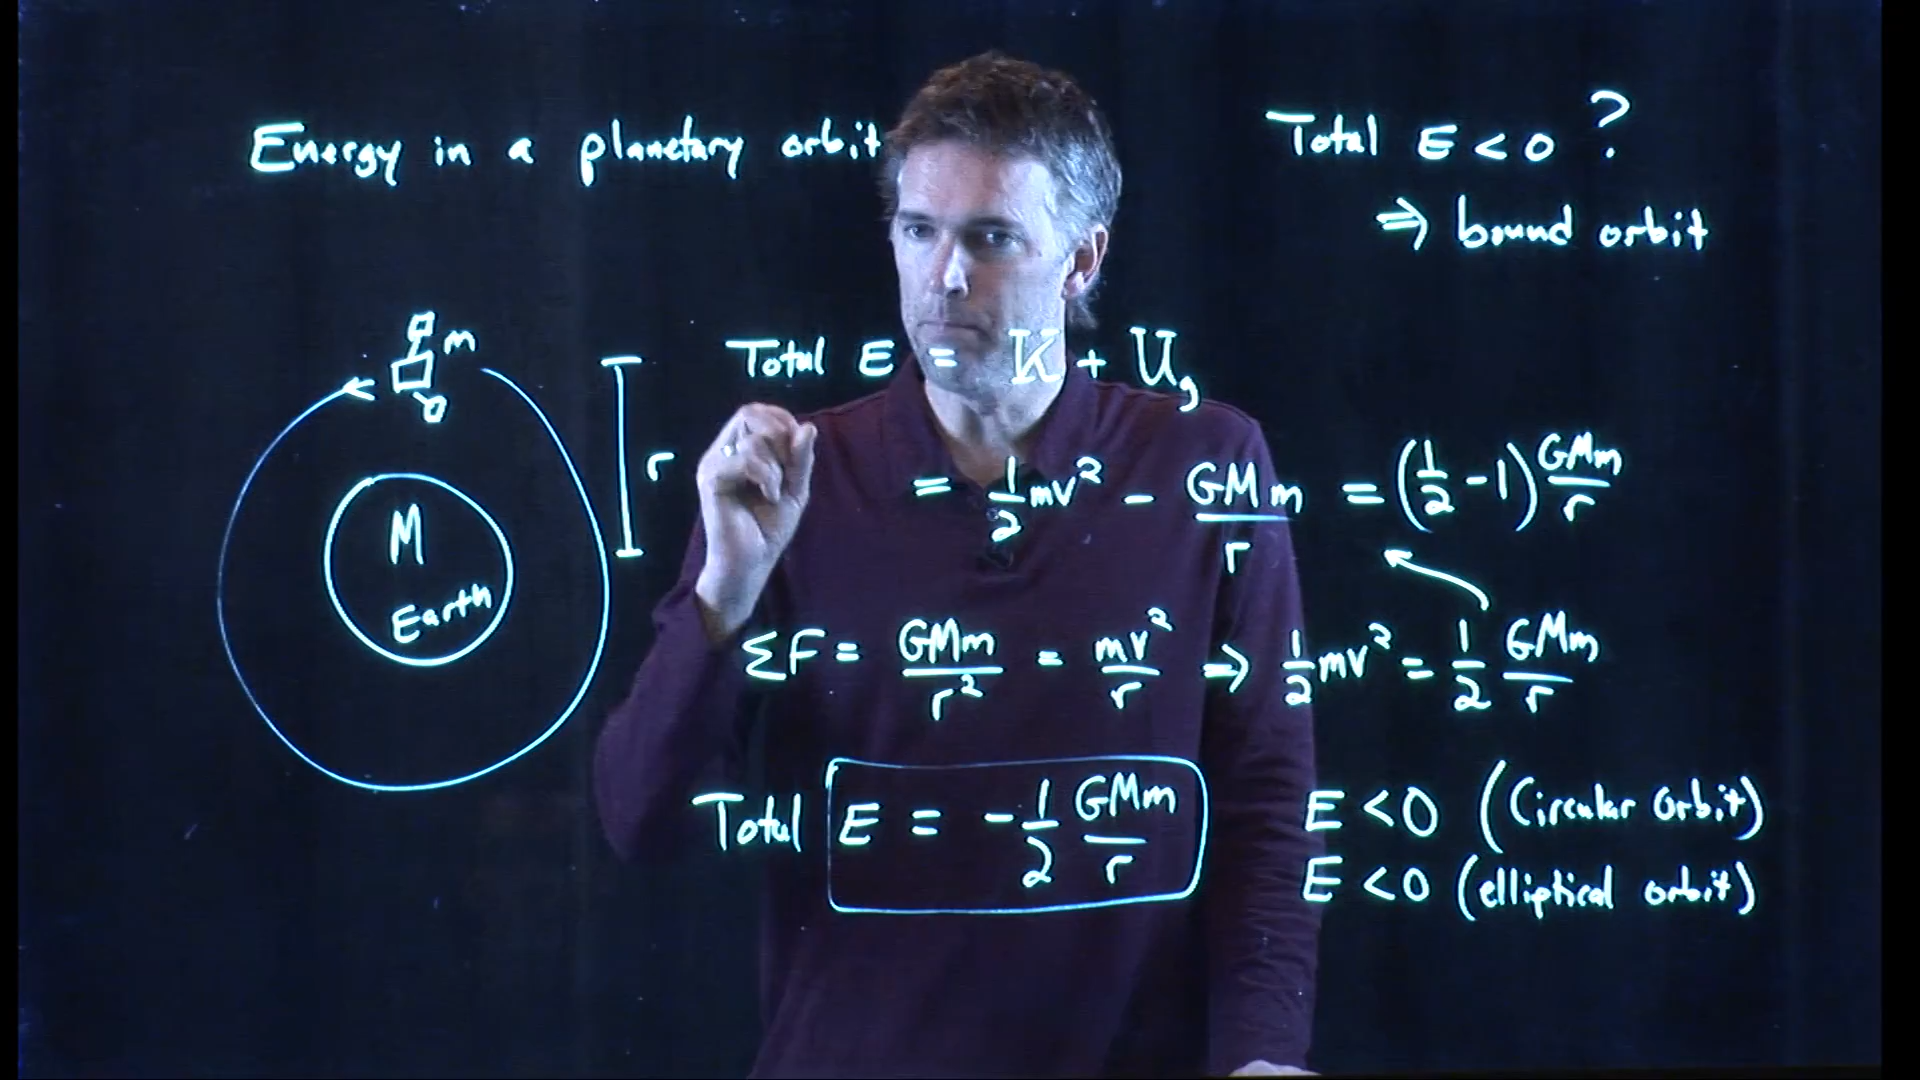 Energy in a planetary orbit
Total E < 0 ?
⇒ bound orbit
m
r
M
Earth
Total E = K + Ug
= 1/2 mv² - GMm/r = (1/2 - 1) GMm/r
ΣF = GMm/r² = mv²/r ⇒ 1/2 mv² = 1/2 GMm/r
Total E = -1/2 GMm/r
E < 0 (Circular Orbit)
E < 0 (elliptical orbit)